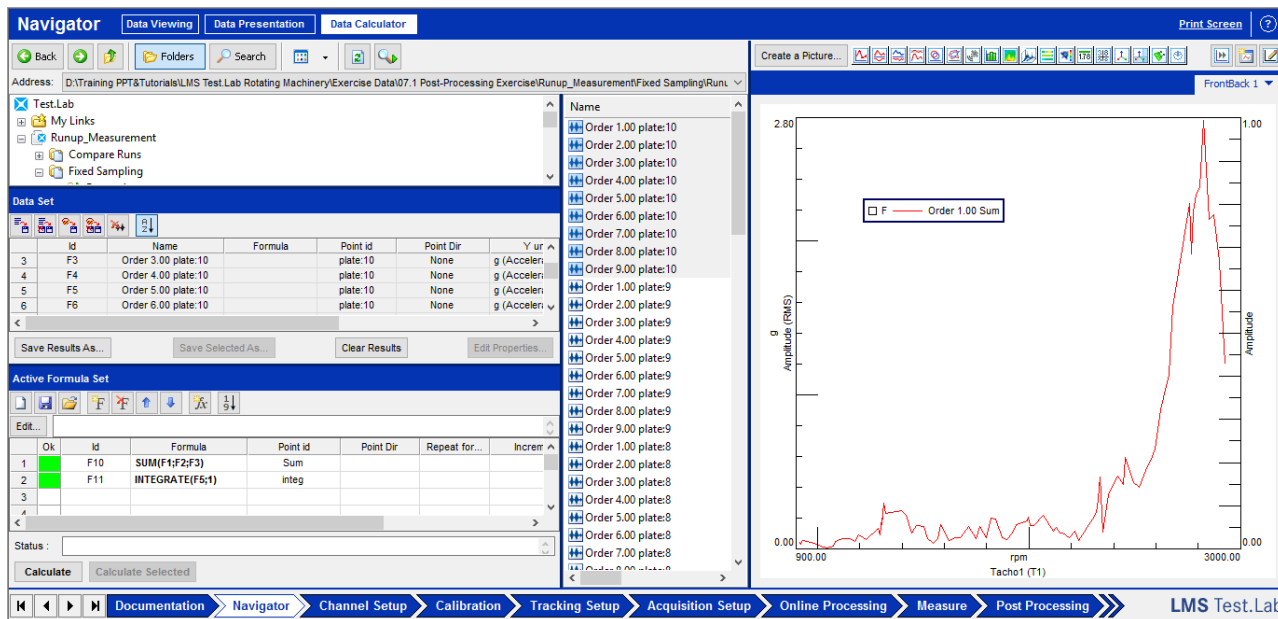 Navigator Data Viewing Data Presentation Data Calculator Print Screen ?
Back Folders Search
Address: D:\Training PPT&Tutorials\LMS Test.Lab Rotating Machinery\Exercise Data\07.1 Post-Processing Exercise\Runup_Measurement\Fixed Sampling\Runu
Test.Lab
My Links
Runup_Measurement
Compare Runs
Fixed Sampling
Data Set
Id Name Formula Point id Point Dir Y un
3 F3 Order 3.00 plate:10 plate:10 None g (Acceler
4 F4 Order 4.00 plate:10 plate:10 None g (Acceler
5 F5 Order 5.00 plate:10 plate:10 None g (Acceler
6 F6 Order 6.00 plate:10 plate:10 None g (Acceler
Save Results As... Save Selected As... Clear Results Edit Properties...
Active Formula Set
Edit...
Ok Id Formula Point id Point Dir Repeat for... Increm
1 F10 SUM(F1;F2;F3) Sum
2 F11 INTEGRATE(F5;1) integ
3
4
Status :
Calculate Calculate Selected
Name
Order 1.00 plate:10
Order 2.00 plate:10
Order 3.00 plate:10
Order 4.00 plate:10
Order 5.00 plate:10
Order 6.00 plate:10
Order 7.00 plate:10
Order 8.00 plate:10
Order 9.00 plate:10
Order 1.00 plate:9
Order 2.00 plate:9
Order 3.00 plate:9
Order 4.00 plate:9
Order 5.00 plate:9
Order 6.00 plate:9
Order 7.00 plate:9
Order 8.00 plate:9
Order 9.00 plate:9
Order 1.00 plate:8
Order 2.00 plate:8
Order 3.00 plate:8
Order 4.00 plate:8
Order 5.00 plate:8
Order 6.00 plate:8
Order 7.00 plate:8
Order 8.00 plate:8
Create a Picture...
FrontBack 1
2.80 1.00
F Order 1.00 Sum
g
Amplitude (RMS)
Amplitude
0.00 0.00
900.00 rpm 3000.00
Tacho1 (T1)
Documentation Navigator Channel Setup Calibration Tracking Setup Acquisition Setup Online Processing Measure Post Processing LMS Test.Lab